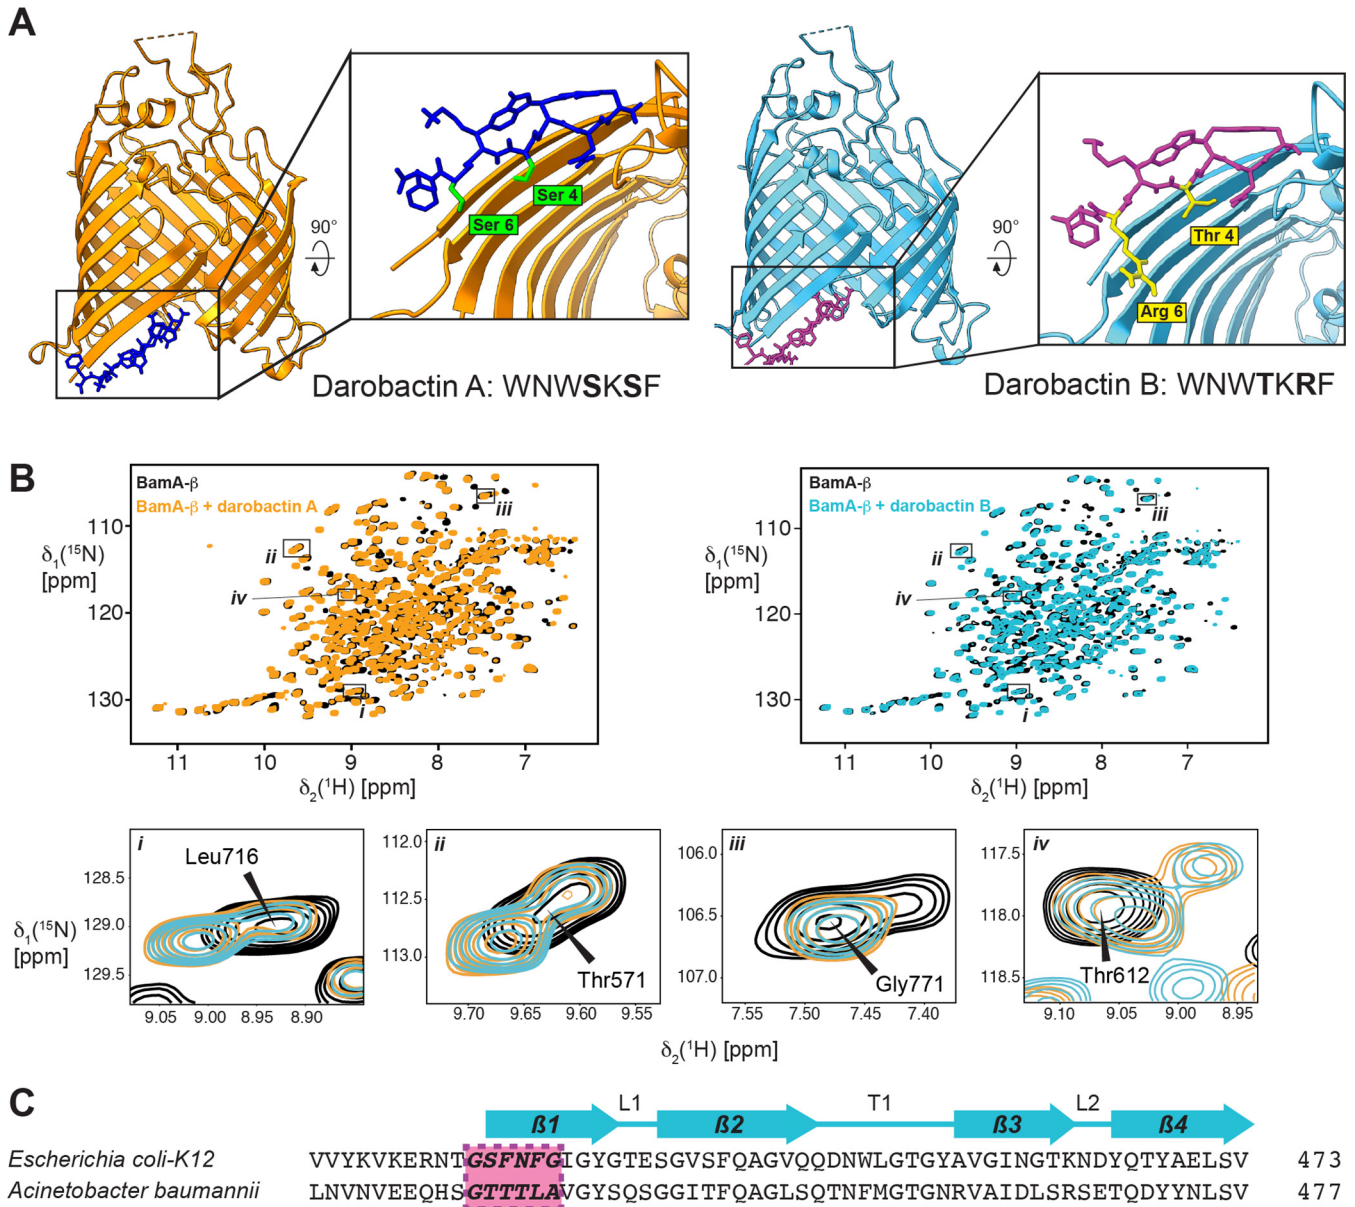 A
90°
Ser 4
Ser 6
Darobactin A: WNWSKSF
90°
Thr 4
Arg 6
Darobactin B: WNWTKRF
B
BamA-β
BamA-β + darobactin A
iii
ii
iv
i
110
120
130
δ1(15N)
[ppm]
11 10 9 8 7
δ2(1H) [ppm]
BamA-β
BamA-β + darobactin B
iii
ii
iv
i
110
120
130
δ1(15N)
[ppm]
11 10 9 8 7
δ2(1H) [ppm]
i
Leu716
128.5
129.0
129.5
δ1(15N)
[ppm]
9.05 9.00 8.95 8.90
ii
Thr571
112.0
112.5
113.0
9.70 9.65 9.60 9.55
iii
Gly771
106.0
106.5
107.0
7.55 7.50 7.45 7.40
iv
Thr612
117.5
118.0
118.5
9.10 9.05 9.00 8.95
δ2(1H) [ppm]
C
ß1 L1 ß2 T1 ß3 L2 ß4
Escherichia coli-K12 VVYKVKERNTGSFNFGIGYGTESGVSFQAGVQQDNWLGTGYAVGINGTKNDYQTYAELSV 473
Acinetobacter baumannii LNVNVEEQHSGTTTLAVGYSQSGGITFQAGLSQTNFMGTGNRVAIDLSRSETQDYYNLSV 477